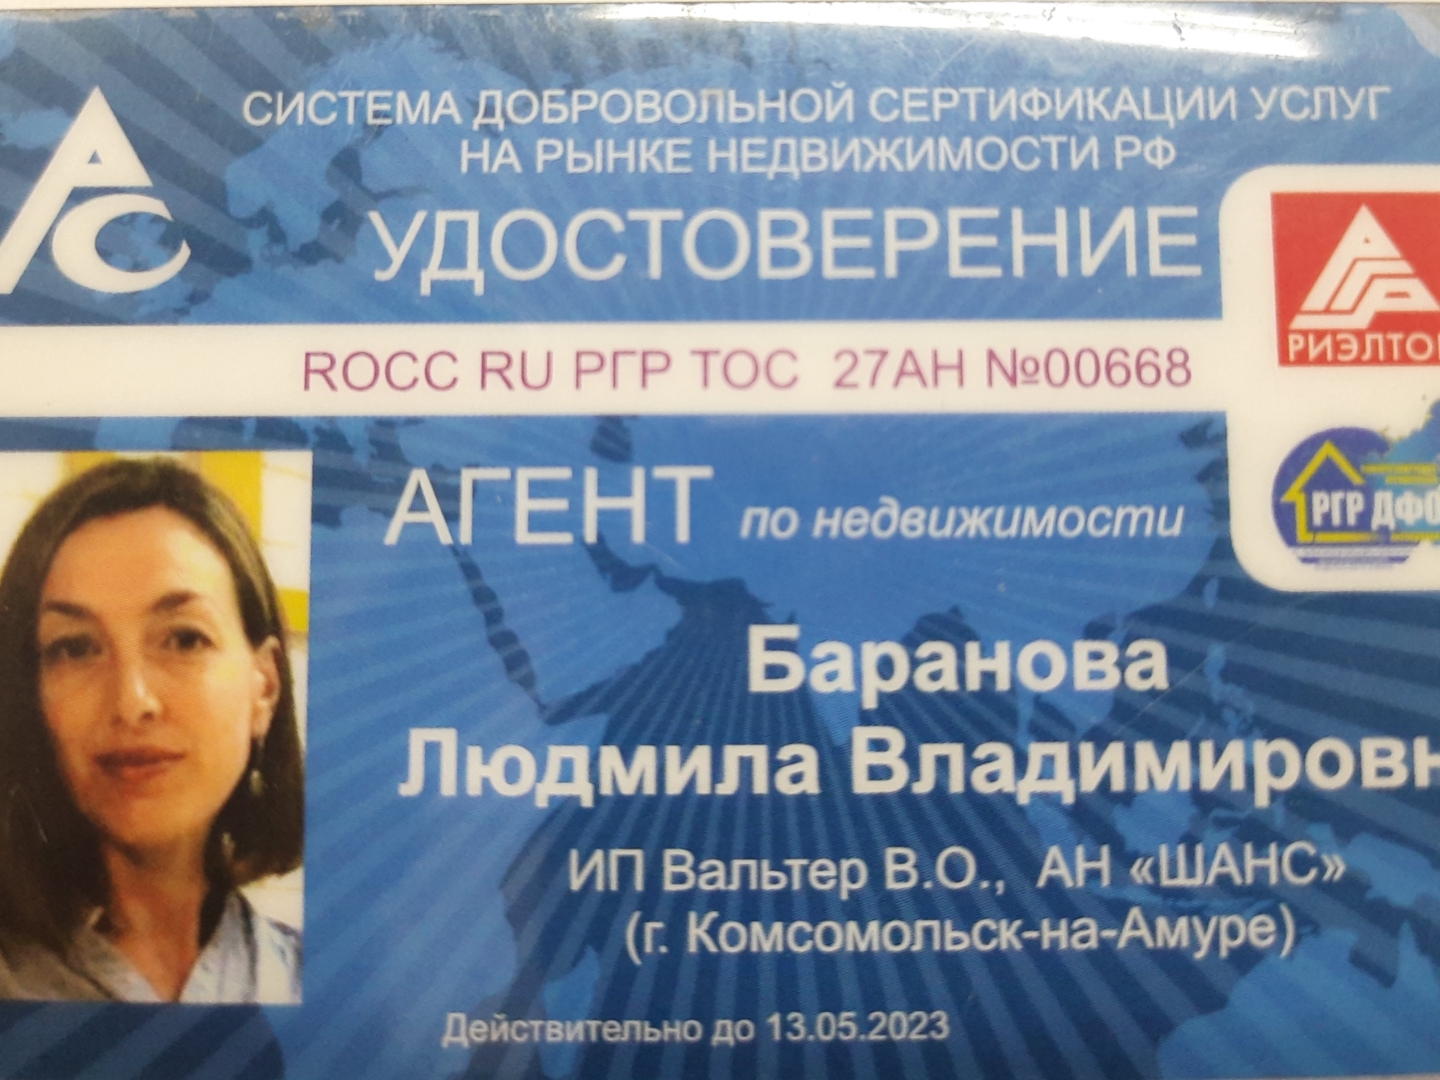 СИСТЕМА ДОБРОВОЛЬНОЙ СЕРТИФИКАЦИИ УСЛУГ
НА РЫНКЕ НЕДВИЖИМОСТИ РФ
УДОСТОВЕРЕНИЕ
РИЭЛТО
РОСС RU РГР ТОС 27АН №00668
АГЕНТ по недвижимости
РГР ДФО
Баранова
Людмила Владимировн
ИП Вальтер В.О., АН «ШАНС»
(г. Комсомольск-на-Амуре)
Действительно до 13.05.2023